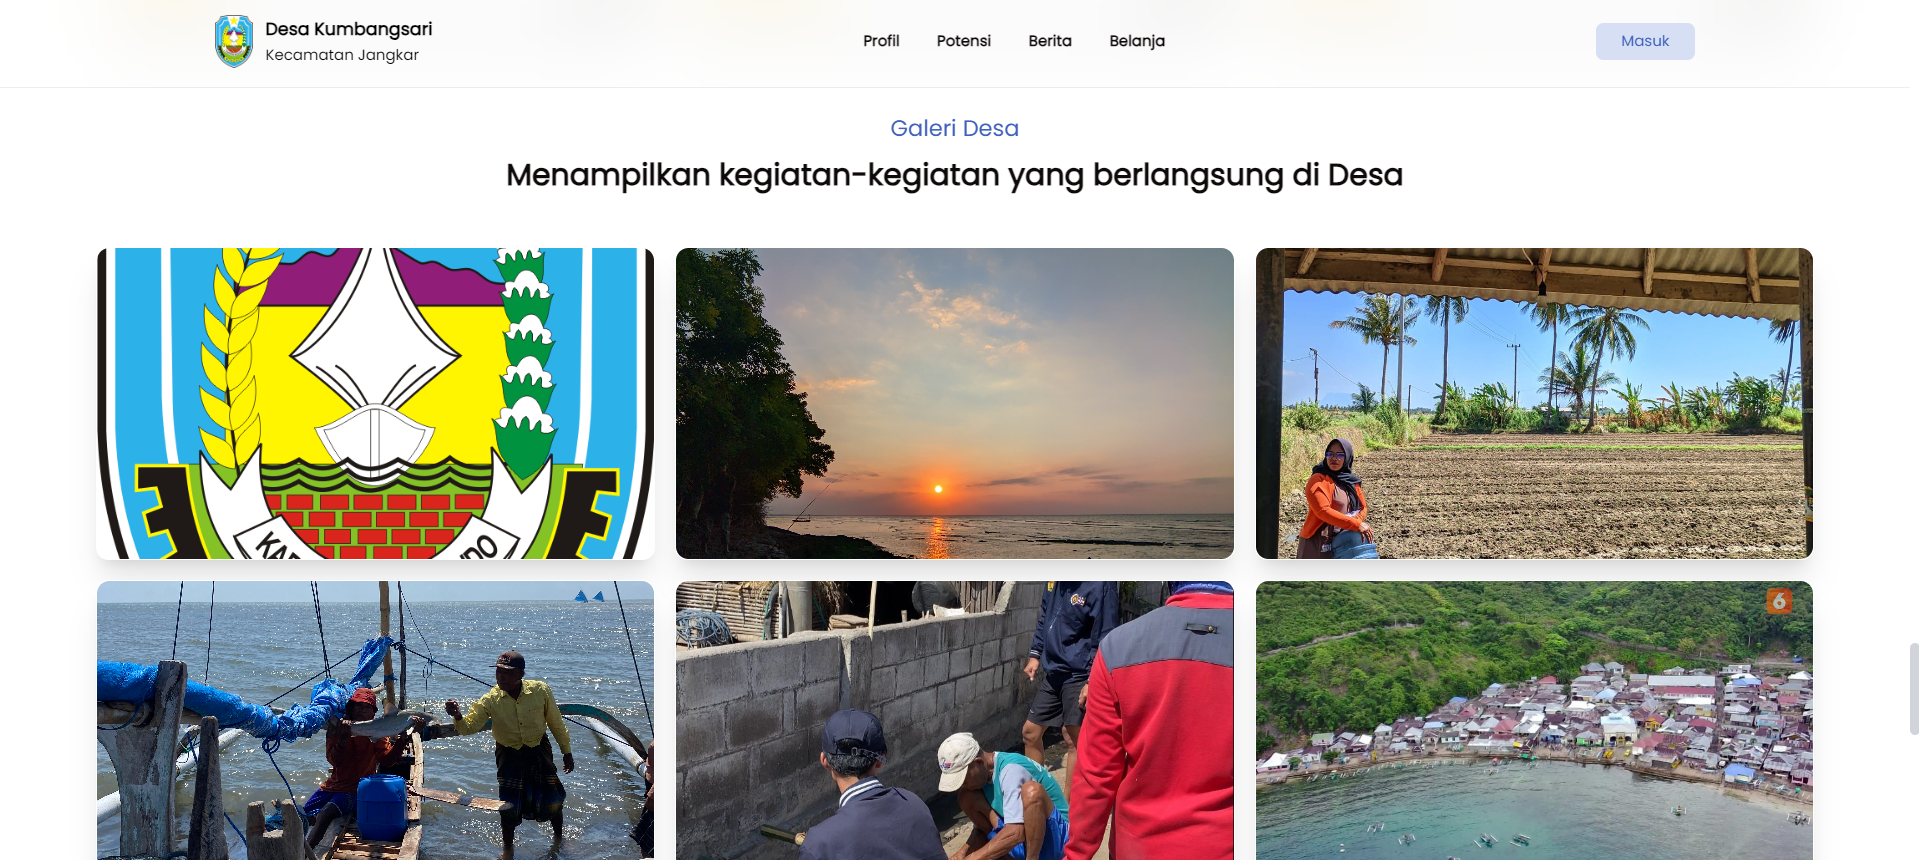 Desa Kumbangsari
Kecamatan Jangkar
Profil
Potensi
Berita
Belanja
Masuk
Galeri Desa
Menampilkan kegiatan-kegiatan yang berlangsung di Desa
6